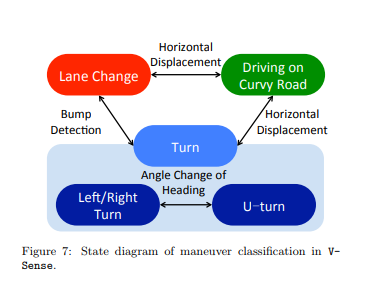 Horizontal
Displacement
Lane Change
Driving on
Curvy Road
Bump
Detection
Horizontal
Displacement
Turn
Angle Change of
Heading
Left/Right
Turn
U-turn
Figure 7: State diagram of maneuver classification in V-
Sense.